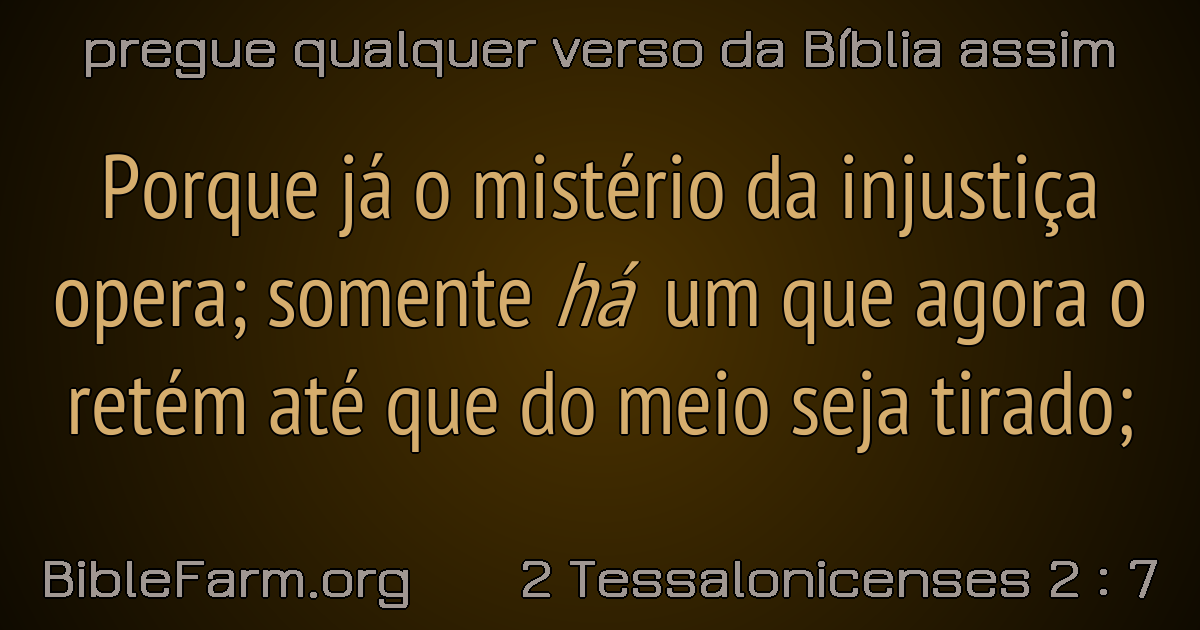 pregue qualquer verso da Bíblia assim
Porque já o mistério da injustiça
opera; somente há um que agora o
retém até que do meio seja tirado;
BibleFarm.org 2 Tessalonicenses 2 : 7